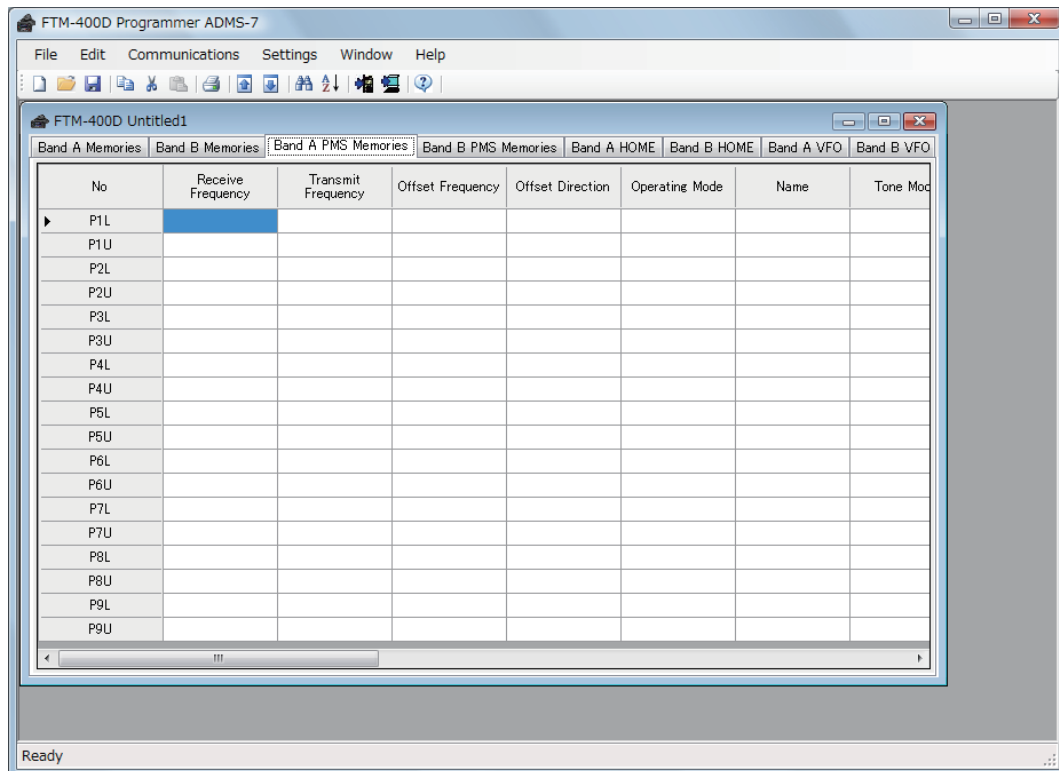 FTM-400D Programmer ADMS-7
File Edit Communications Settings Window Help
FTM-400D Untitled1
Band A Memories Band B Memories Band A PMS Memories Band B PMS Memories Band A HOME Band B HOME Band A VFO Band B VFO
No Receive Frequency Transmit Frequency Offset Frequency Offset Direction Operating Mode Name Tone Mod
P1L
P1U
P2L
P2U
P3L
P3U
P4L
P4U
P5L
P5U
P6L
P6U
P7L
P7U
P8L
P8U
P9L
P9U
Ready